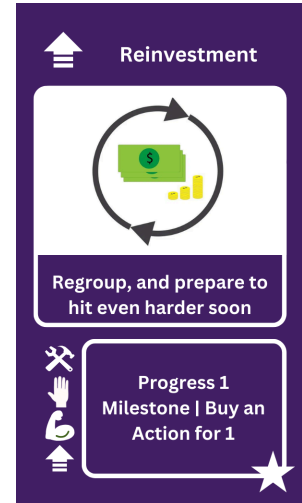 Reinvestment
$
Regroup, and prepare to
hit even harder soon
Progress 1
Milestone | Buy an
Action for 1